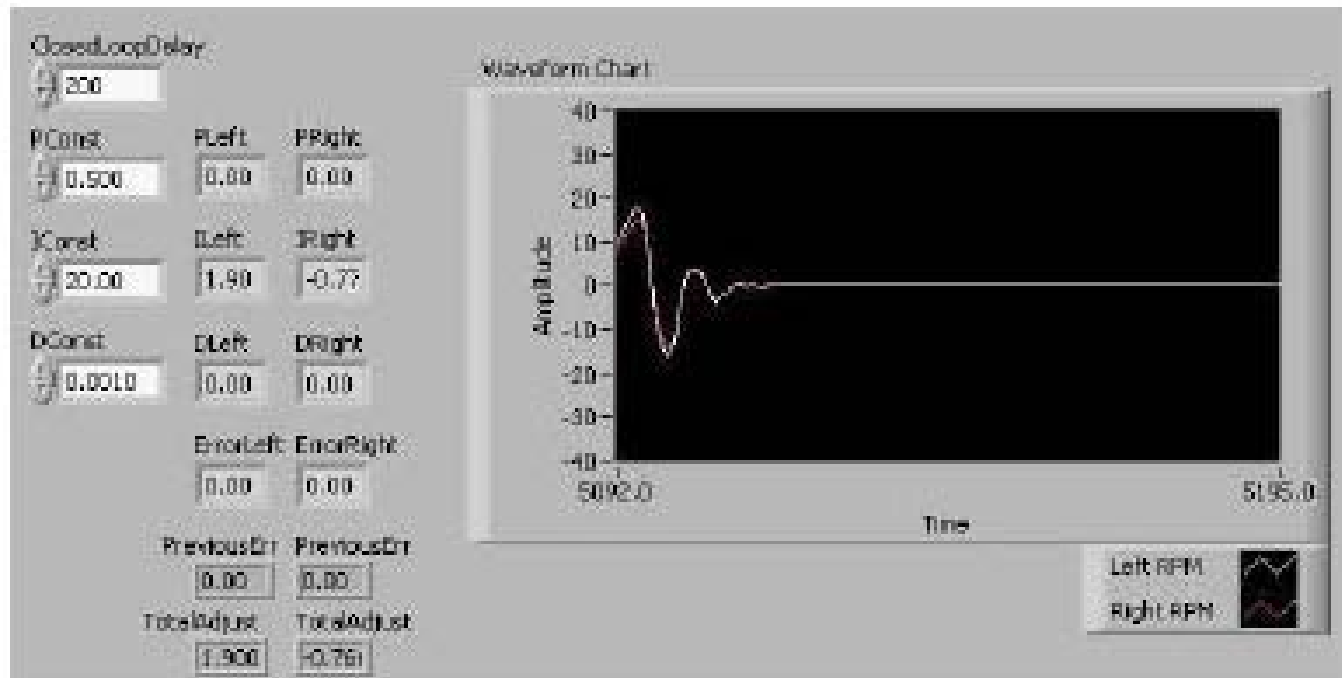 ClosedLoopDelay
200
PConst PLeft PRight
0.500 0.00 0.00
IConst ILeft IRight
20.00 1.90 -0.77
DConst DLeft DRight
0.0010 0.00 0.00
ErrorLeft ErrorRight
0.00 0.00
PreviousErr PreviousErr
0.00 0.00
TotalAdjust TotalAdjust
1.900
Waveform Chart
40
30
20
10
0
-10
-20
-30
-40
Amplitude
5092.0 5195.0
Time
Left RPM
Right RPM